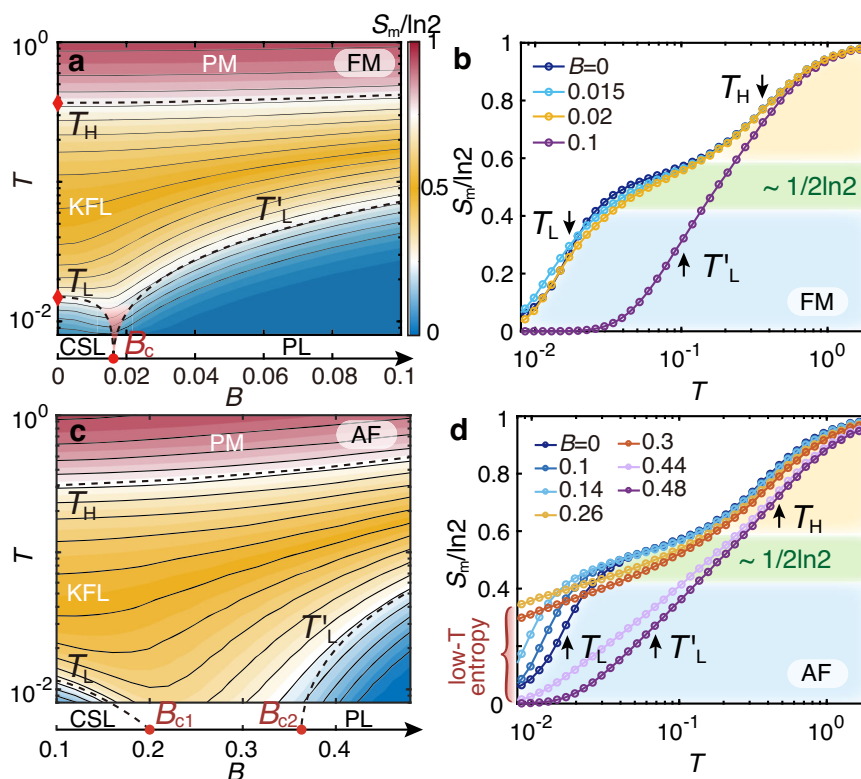 a
S_m/ln2
1
0.5
0
10^0
10^-2
T
PM
FM
T_H
KFL
T'_L
T_L
CSL
B_c
PL
0 0.02 0.04 0.06 0.08 0.1
B
b
S_m/ln2
1
0.8
0.6
0.4
0.2
0
B=0
0.015
0.02
0.1
T_H
~ 1/2ln2
T_L
T'_L
FM
10^-2 10^-1 10^0
T
c
10^0
10^-2
T
PM
AF
T_H
KFL
T'_L
T_L
CSL
B_c1
B_c2
PL
0.1 0.2 0.3 0.4
B
d
S_m/ln2
1
0.8
0.6
0.4
0.2
0
B=0
0.1
0.14
0.26
0.3
0.44
0.48
T_H
~ 1/2ln2
low-T
entropy
T_L
T'_L
AF
10^-2 10^-1 10^0
T